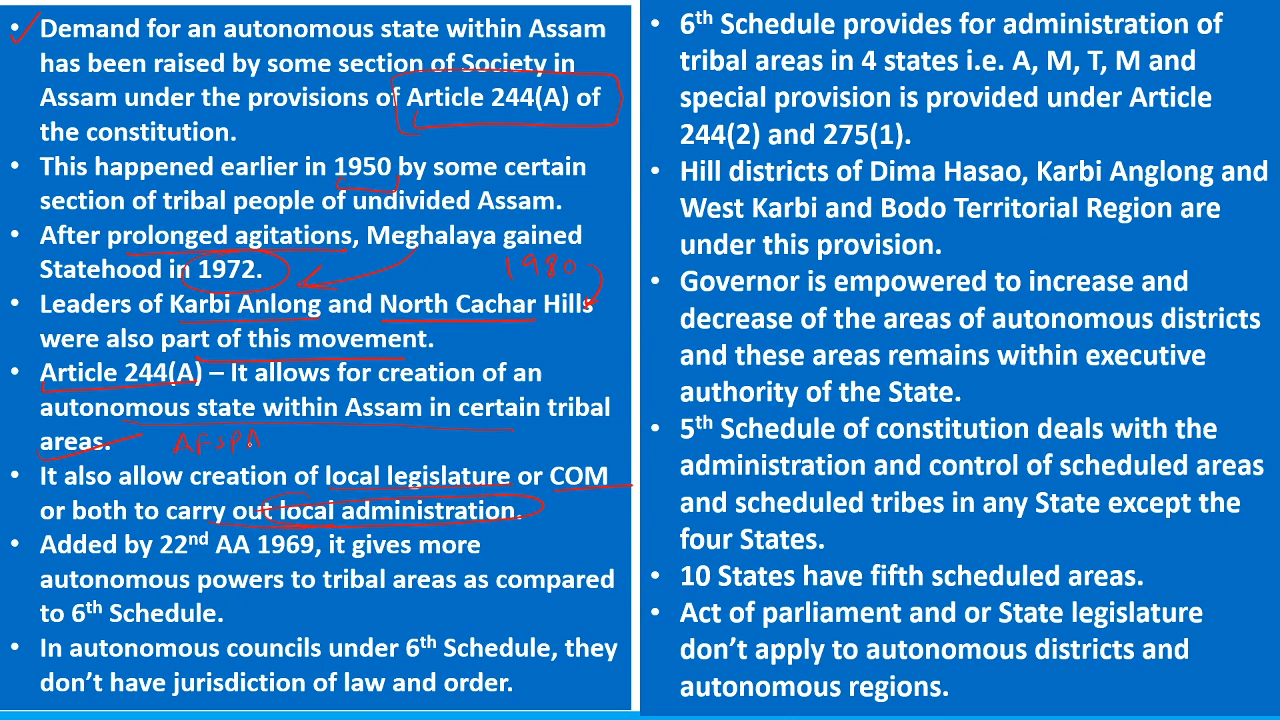 • Demand for an autonomous state within Assam
has been raised by some section of Society in
Assam under the provisions of Article 244(A) of
the constitution.
• This happened earlier in 1950 by some certain
section of tribal people of undivided Assam.
• After prolonged agitations, Meghalaya gained
Statehood in 1972.
1980
• Leaders of Karbi Anlong and North Cachar Hills
were also part of this movement.
• Article 244(A) – It allows for creation of an
autonomous state within Assam in certain tribal
areas.
AFSPA
• It also allow creation of local legislature or COM
or both to carry out local administration.
• Added by 22nd AA 1969, it gives more
autonomous powers to tribal areas as compared
to 6th Schedule.
• In autonomous councils under 6th Schedule, they
don’t have jurisdiction of law and order.
• 6th Schedule provides for administration of
tribal areas in 4 states i.e. A, M, T, M and
special provision is provided under Article
244(2) and 275(1).
• Hill districts of Dima Hasao, Karbi Anglong and
West Karbi and Bodo Territorial Region are
under this provision.
• Governor is empowered to increase and
decrease of the areas of autonomous districts
and these areas remains within executive
authority of the State.
• 5th Schedule of constitution deals with the
administration and control of scheduled areas
and scheduled tribes in any State except the
four States.
• 10 States have fifth scheduled areas.
• Act of parliament and or State legislature
don’t apply to autonomous districts and
autonomous regions.